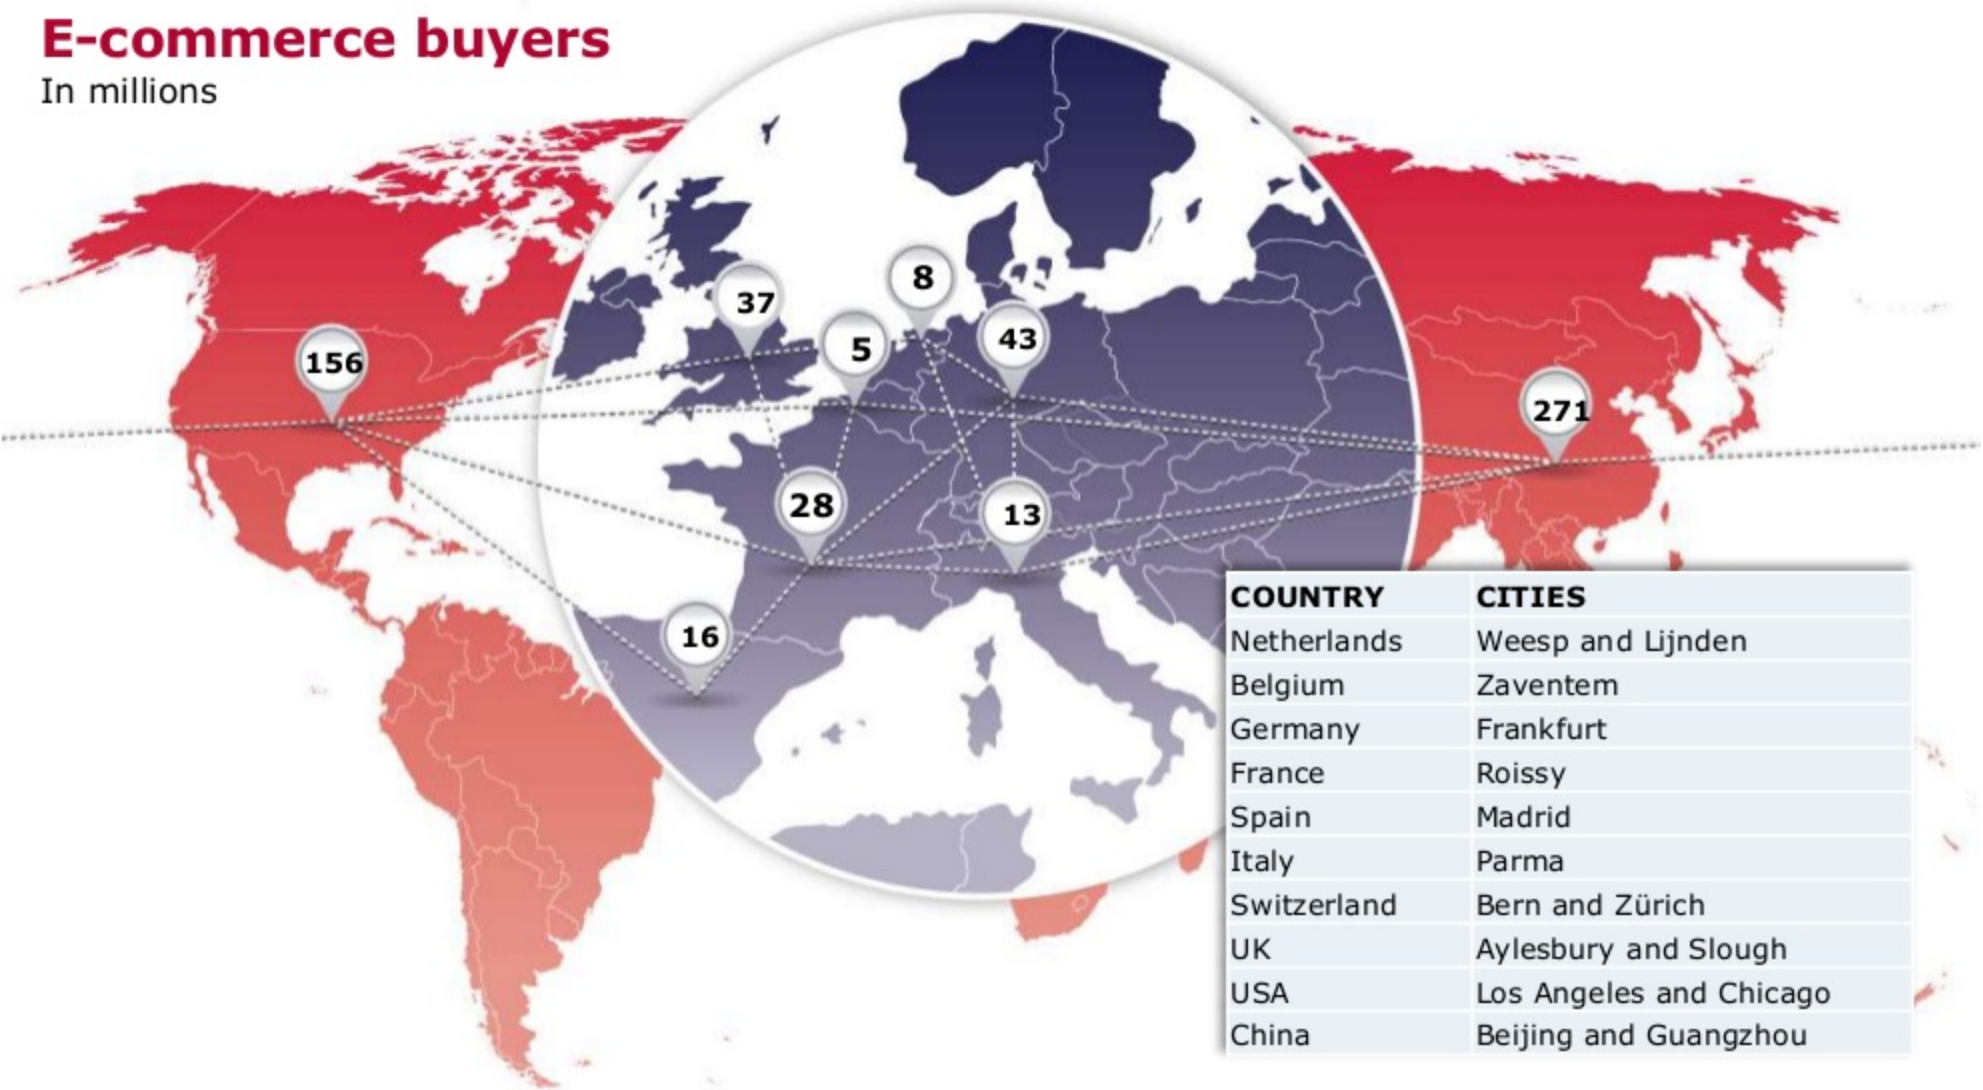 E-commerce buyers
In millions
8
37
43
5
156
271
28
13
16
COUNTRY CITIES
Netherlands Weesp and Lijnden
Belgium Zaventem
Germany Frankfurt
France Roissy
Spain Madrid
Italy Parma
Switzerland Bern and Zürich
UK Aylesbury and Slough
USA Los Angeles and Chicago
China Beijing and Guangzhou